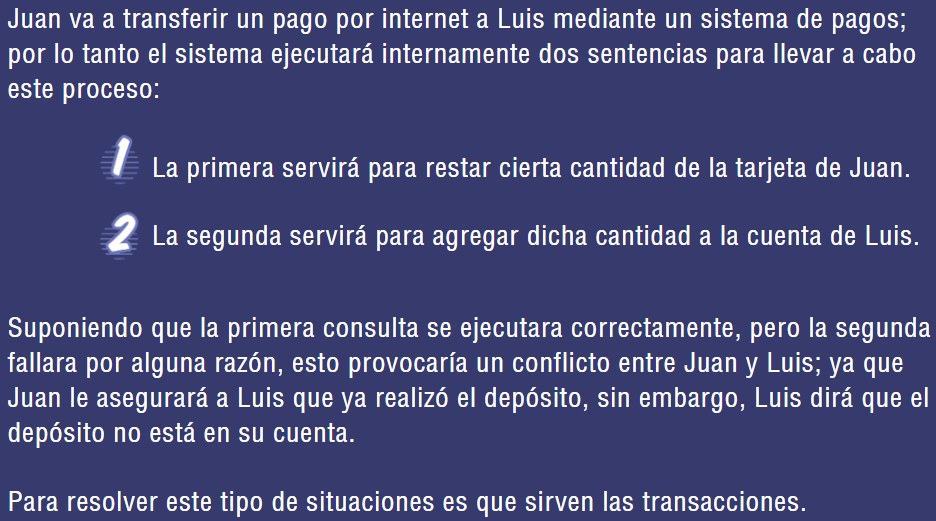 Juan va a transferir un pago por internet a Luis mediante un sistema de pagos;
por lo tanto el sistema ejecutará internamente dos sentencias para llevar a cabo
este proceso:
1 La primera servirá para restar cierta cantidad de la tarjeta de Juan.
2 La segunda servirá para agregar dicha cantidad a la cuenta de Luis.
Suponiendo que la primera consulta se ejecutara correctamente, pero la segunda
fallara por alguna razón, esto provocaría un conflicto entre Juan y Luis; ya que
Juan le asegurará a Luis que ya realizó el depósito, sin embargo, Luis dirá que el
depósito no está en su cuenta.
Para resolver este tipo de situaciones es que sirven las transacciones.